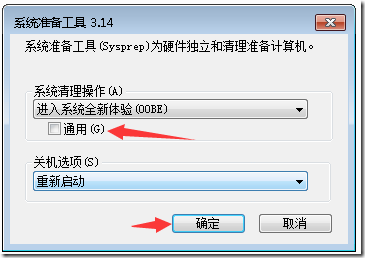 系统准备工具 3.14
系统准备工具(Sysprep)为硬件独立和清理准备计算机。
系统清理操作(A)
进入系统全新体验(OOBE)
通用(G)
关机选项(S)
重新启动
确定
取消